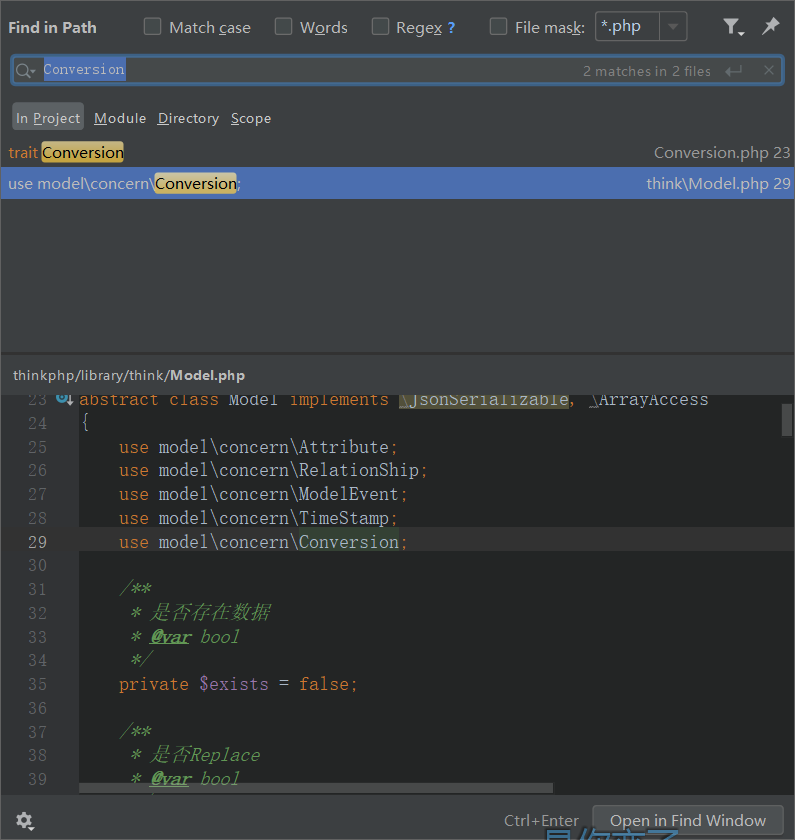 Find in Path Match case Words Regex ? File mask: *.php
Conversion 2 matches in 2 files
In Project Module Directory Scope
trait Conversion Conversion.php 23
use model\concern\Conversion; think\Model.php 29
thinkphp/library/think/Model.php
23 abstract class Model implements \JsonSerializable, \ArrayAccess
24 {
25 use model\concern\Attribute;
26 use model\concern\RelationShip;
27 use model\concern\ModelEvent;
28 use model\concern\TimeStamp;
29 use model\concern\Conversion;
30
31 /**
32 * 是否存在数据
33 * @var bool
34 */
35 private $exists = false;
36
37 /**
38 * 是否Replace
39 * @var bool
Ctrl+Enter Open in Find Window